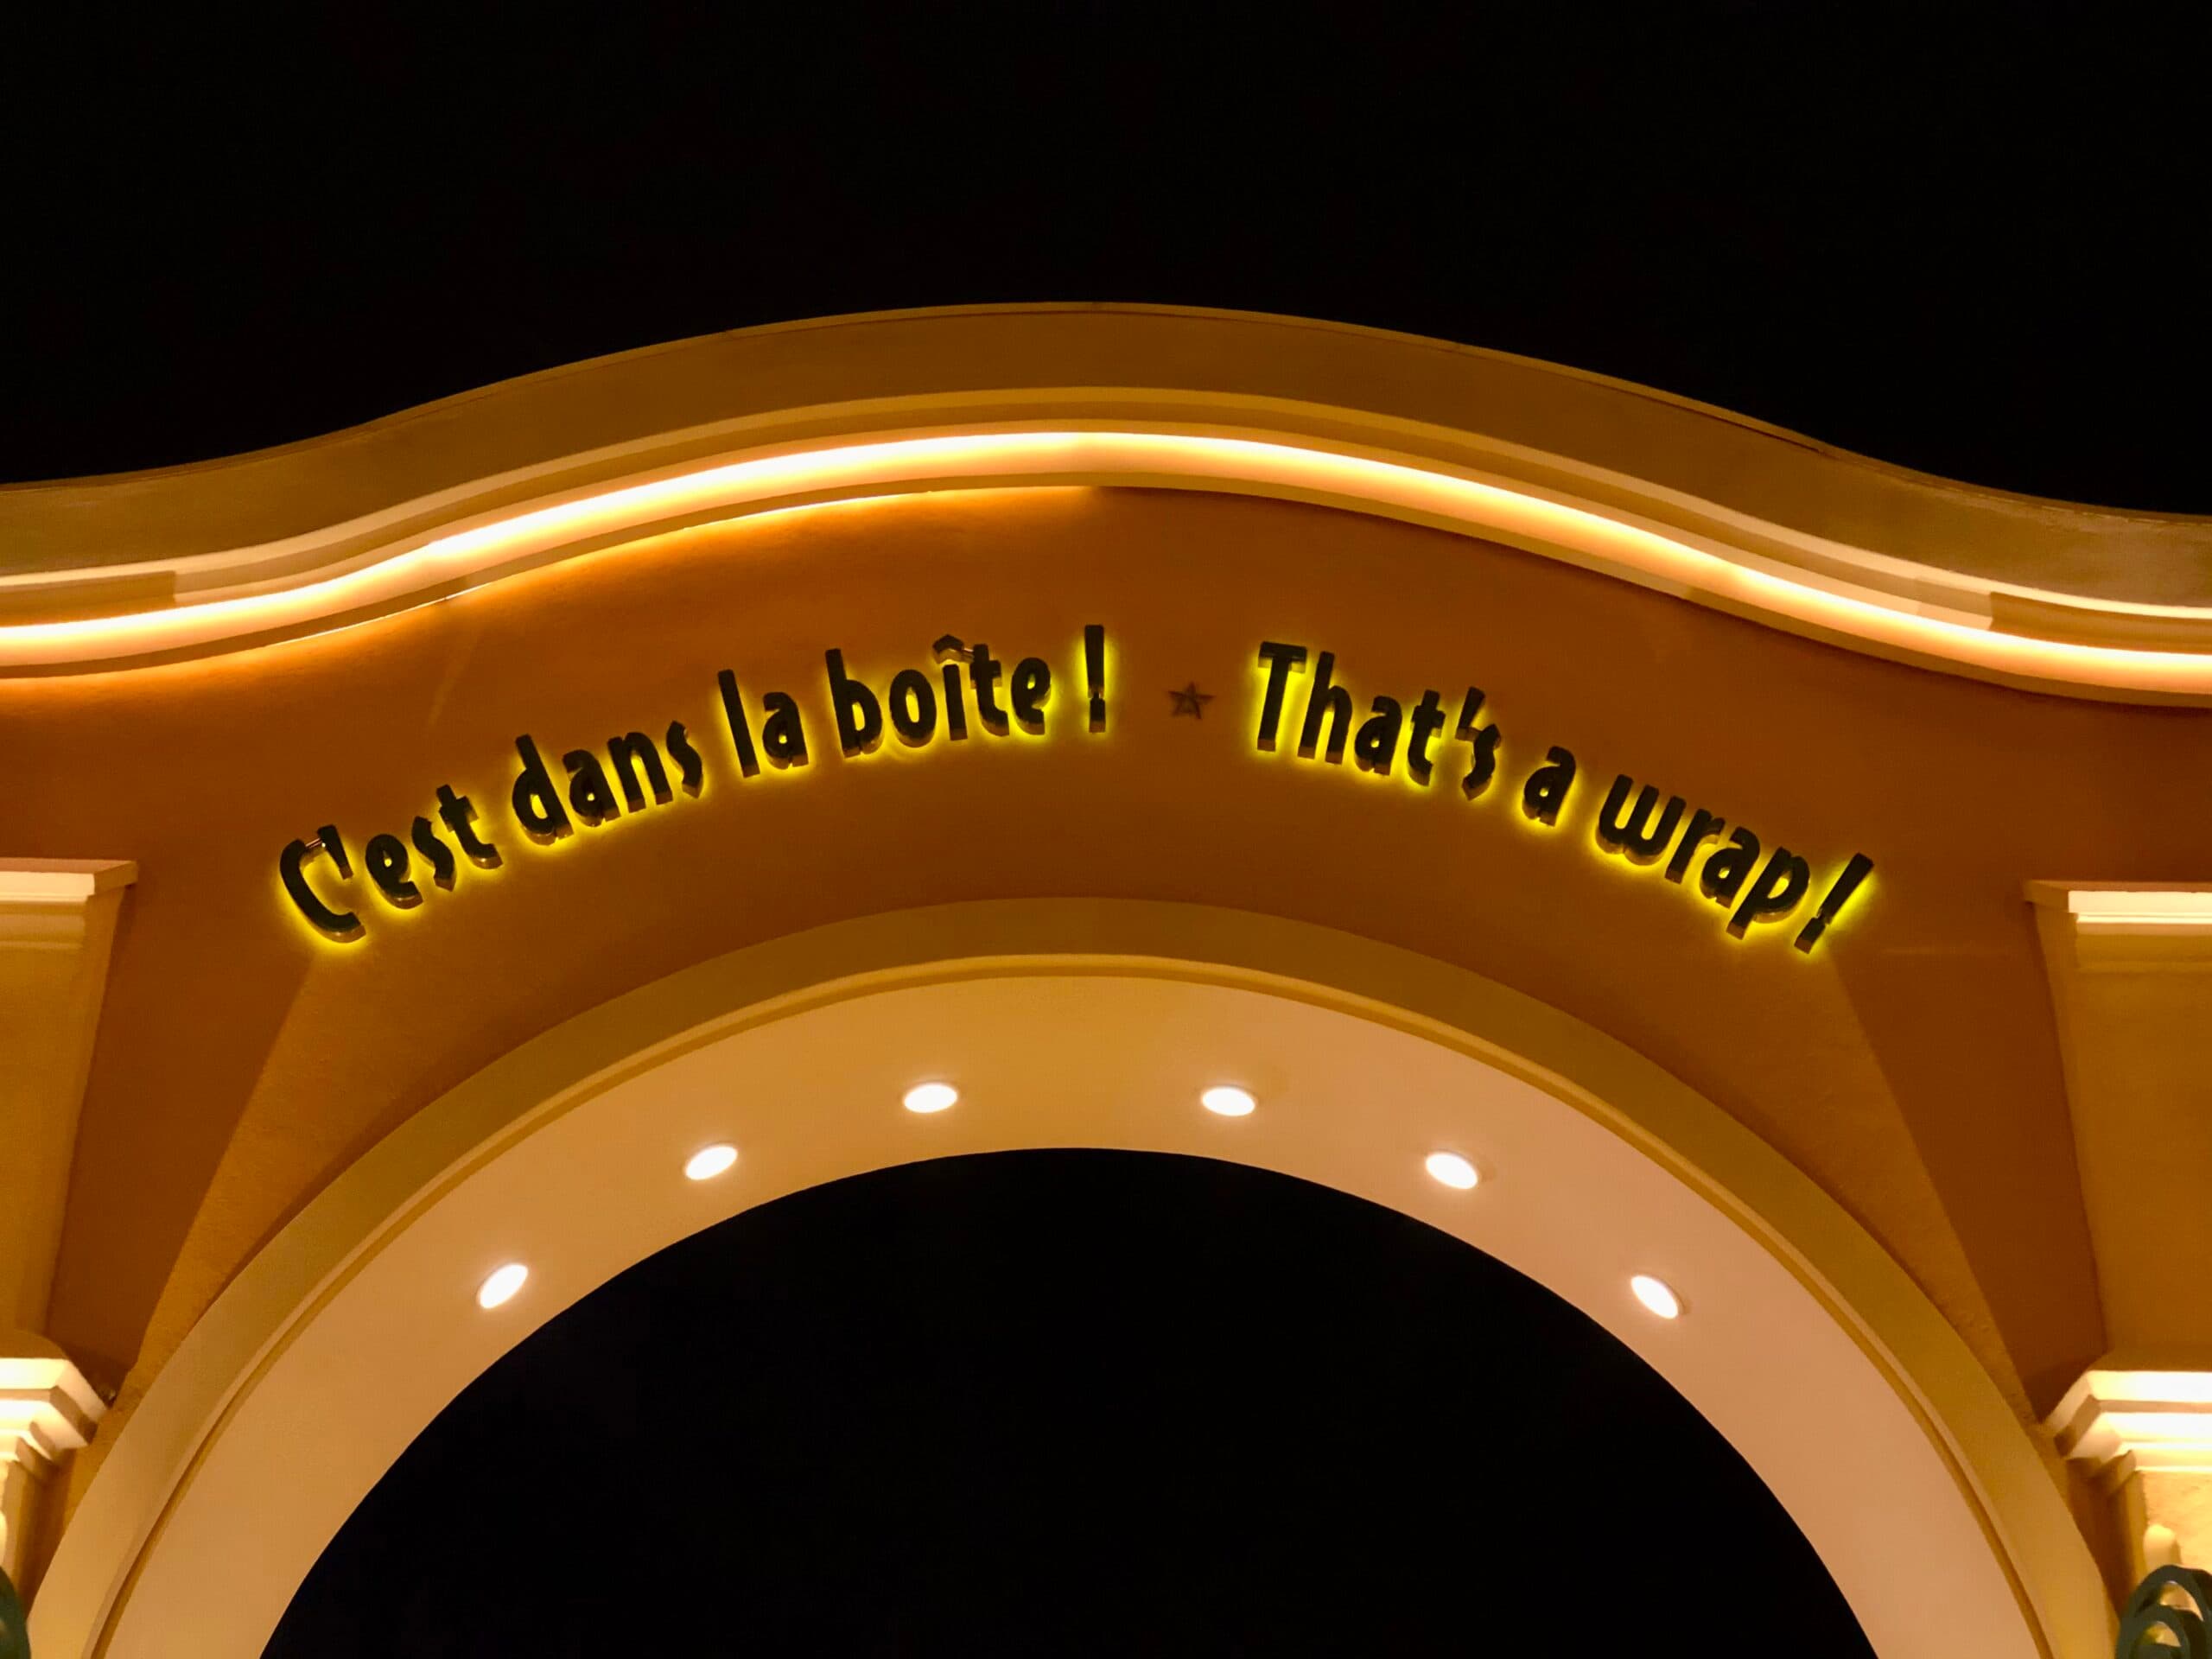 C'est dans la boîte ! ★ That's a wrap!